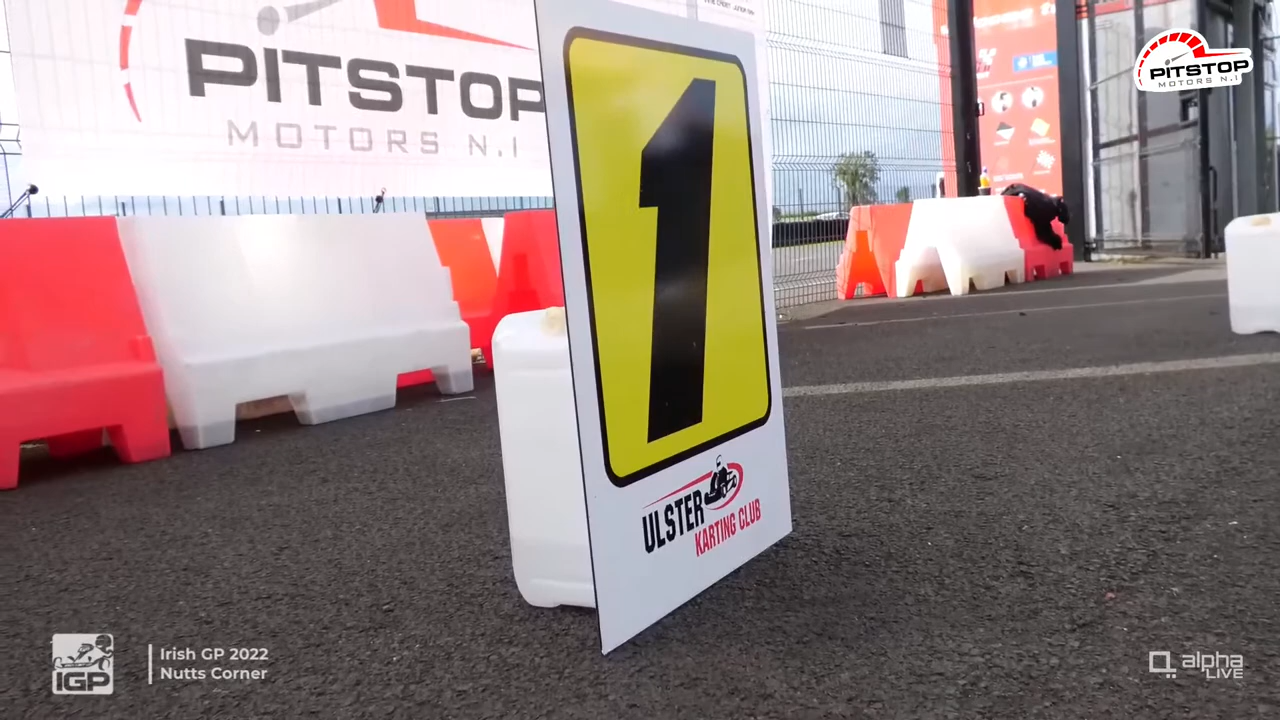 PITSTOP
MOTORS N.I
1
ULSTER
KARTING CLUB
PITSTOP
MOTORS N.I
IGP
Irish GP 2022
Nutts Corner
alpha
LIVE